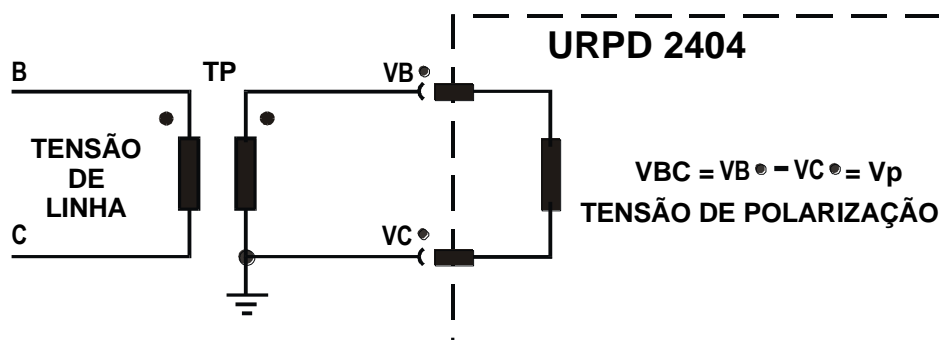 URPD 2404
B
TP
VB
TENSÃO
DE
LINHA
VBC = VB • – VC • = Vp
TENSÃO DE POLARIZAÇÃO
C
VC